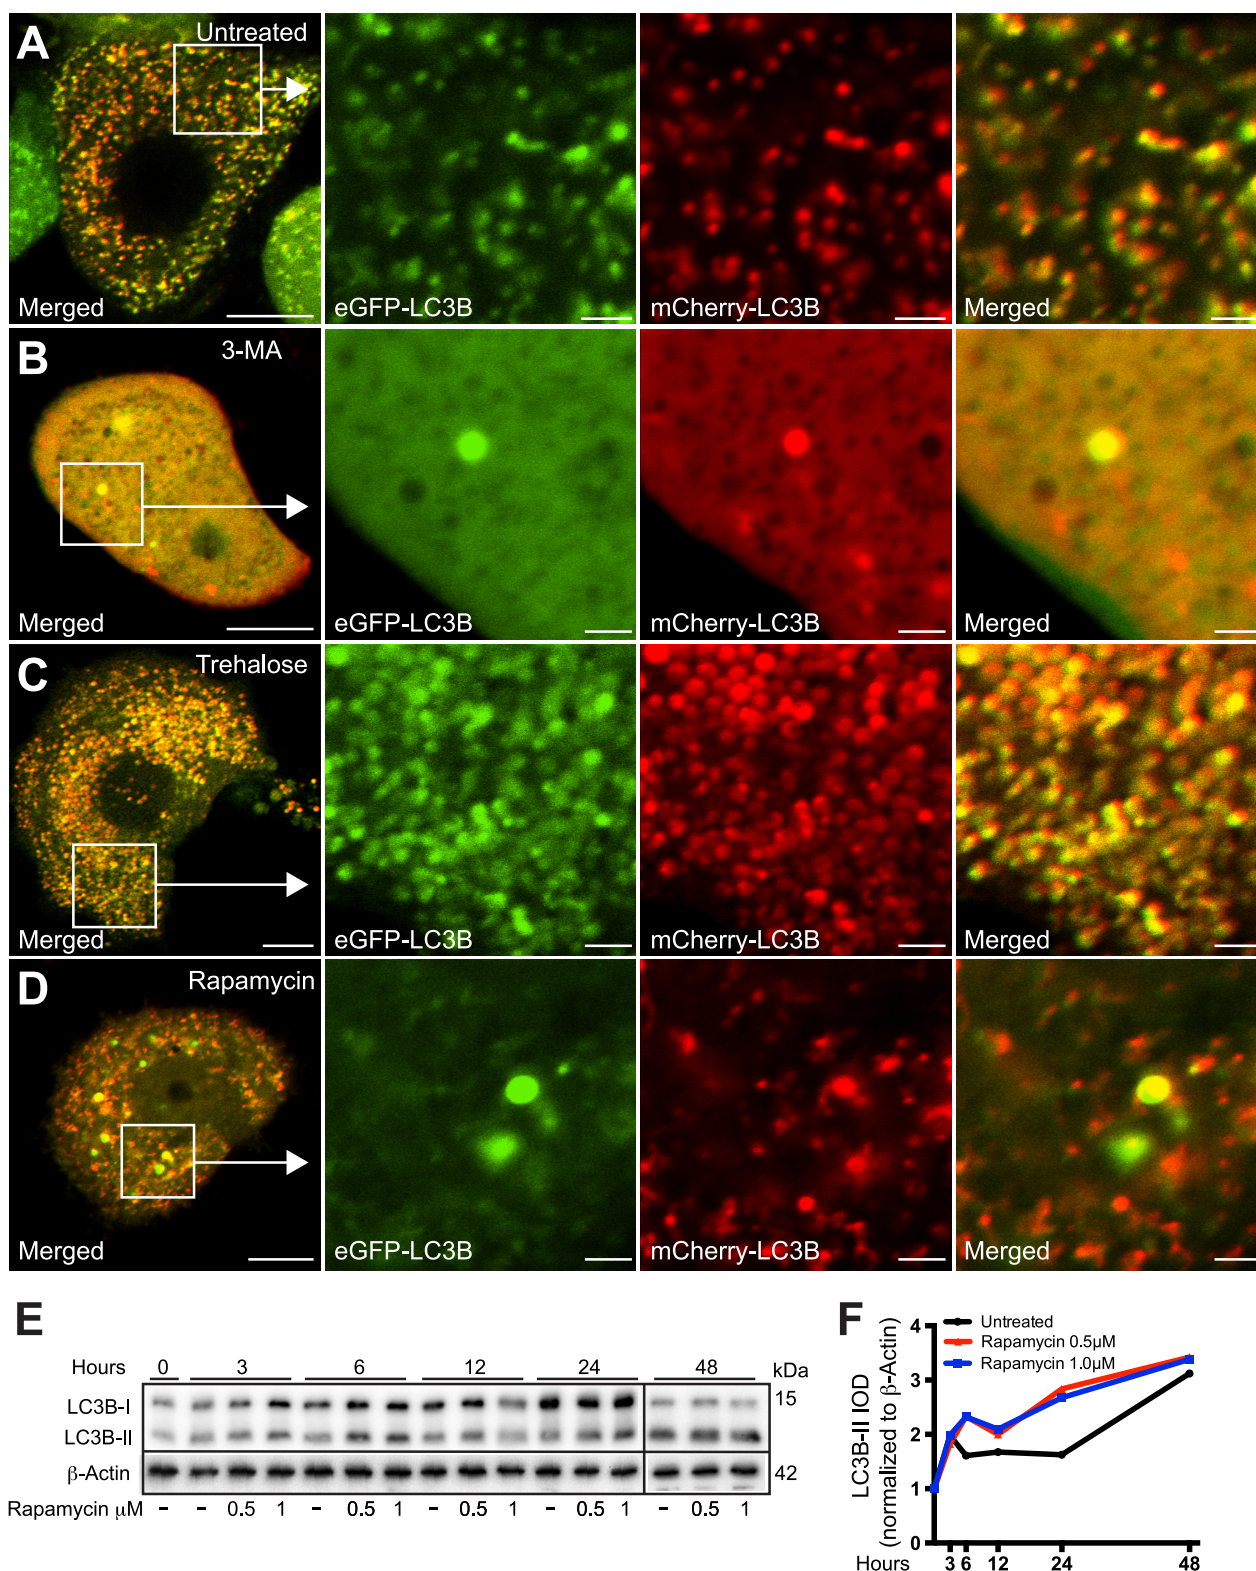 A Untreated
Merged eGFP-LC3B mCherry-LC3B Merged
B 3-MA
Merged eGFP-LC3B mCherry-LC3B Merged
C Trehalose
Merged eGFP-LC3B mCherry-LC3B Merged
D Rapamycin
Merged eGFP-LC3B mCherry-LC3B Merged
E
Hours 0 3 6 12 24 48 kDa
LC3B-I 15
LC3B-II
β-Actin 42
Rapamycin μM – – 0.5 1 – 0.5 1 – 0.5 1 – 0.5 1 – 0.5 1
F
Untreated
Rapamycin 0.5μM
Rapamycin 1.0μM
LC3B-II IOD
(normalized to β-Actin)
4
3
2
1
0
Hours 3 6 12 24 48